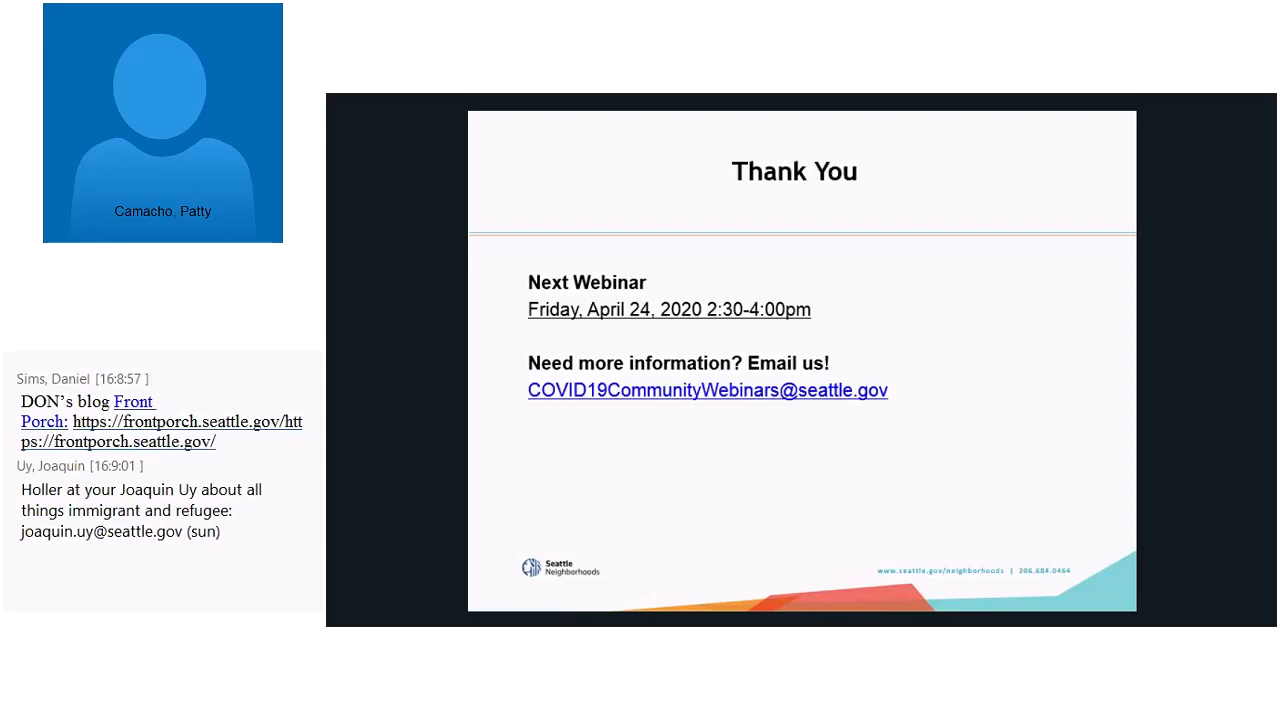 Camacho, Patty
Sims, Daniel [16:8:57 ]
DON’s blog Front
Porch: https://frontporch.seattle.gov/htt
ps://frontporch.seattle.gov/
Uy, Joaquin [16:9:01 ]
Holler at your Joaquin Uy about all
things immigrant and refugee:
joaquin.uy@seattle.gov (sun)
Thank You
Next Webinar
Friday, April 24, 2020 2:30-4:00pm
Need more information? Email us!
COVID19CommunityWebinars@seattle.gov
Seattle
Neighborhoods
www.seattle.gov/neighborhoods | 206.684.0464